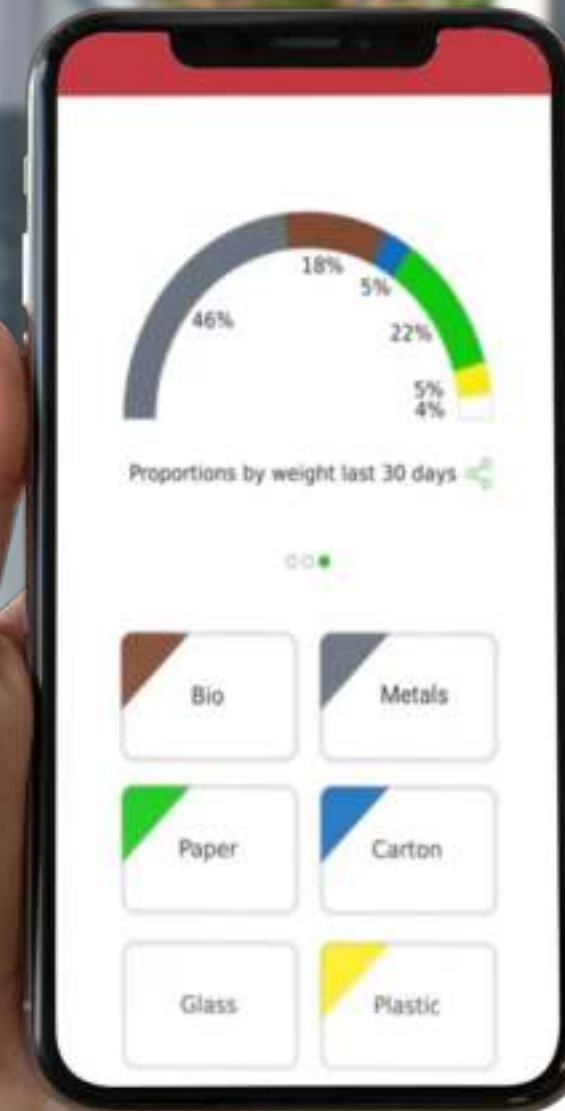 18%
5%
46%
22%
5%
4%
Proportions by weight last 30 days
Bio Metals
Paper Carton
Glass Plastic